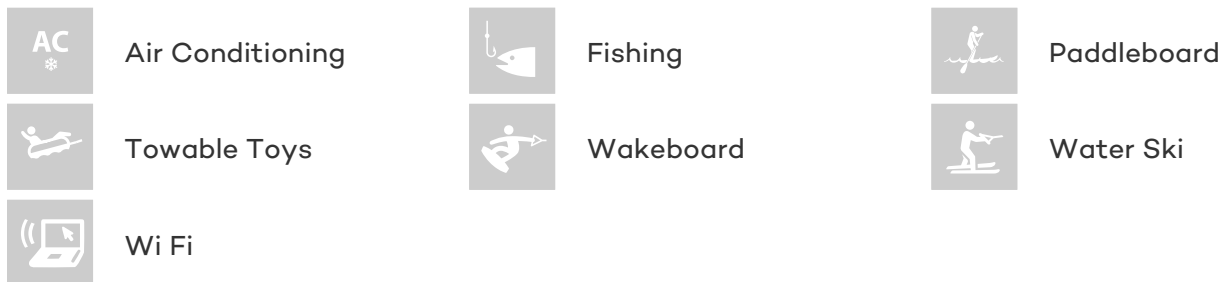 AC
Air Conditioning
Fishing
Paddleboard
Towable Toys
Wakeboard
Water Ski
Wi Fi